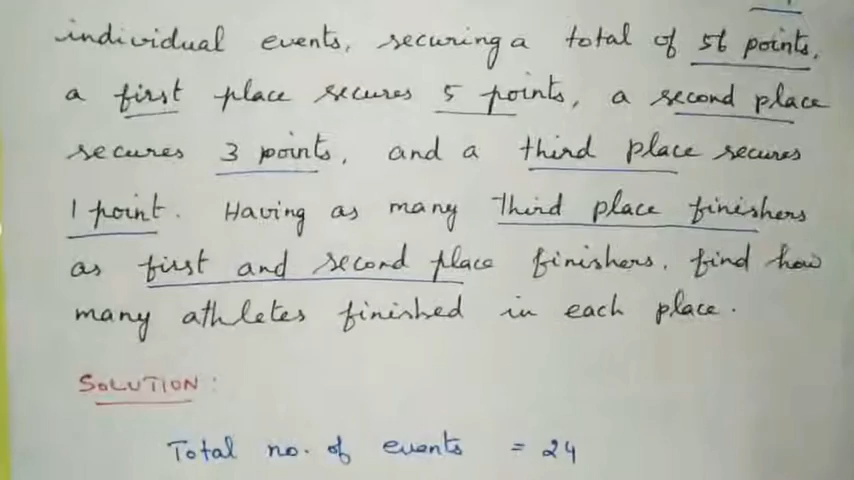 individual events, securing a total of 56 points,
a first place secures 5 points, a second place
secures 3 points, and a third place secures
1 point. Having as many third place finishers
as first and second place finishers, find how
many athletes finished in each place.
SOLUTION :
Total no. of events = 24